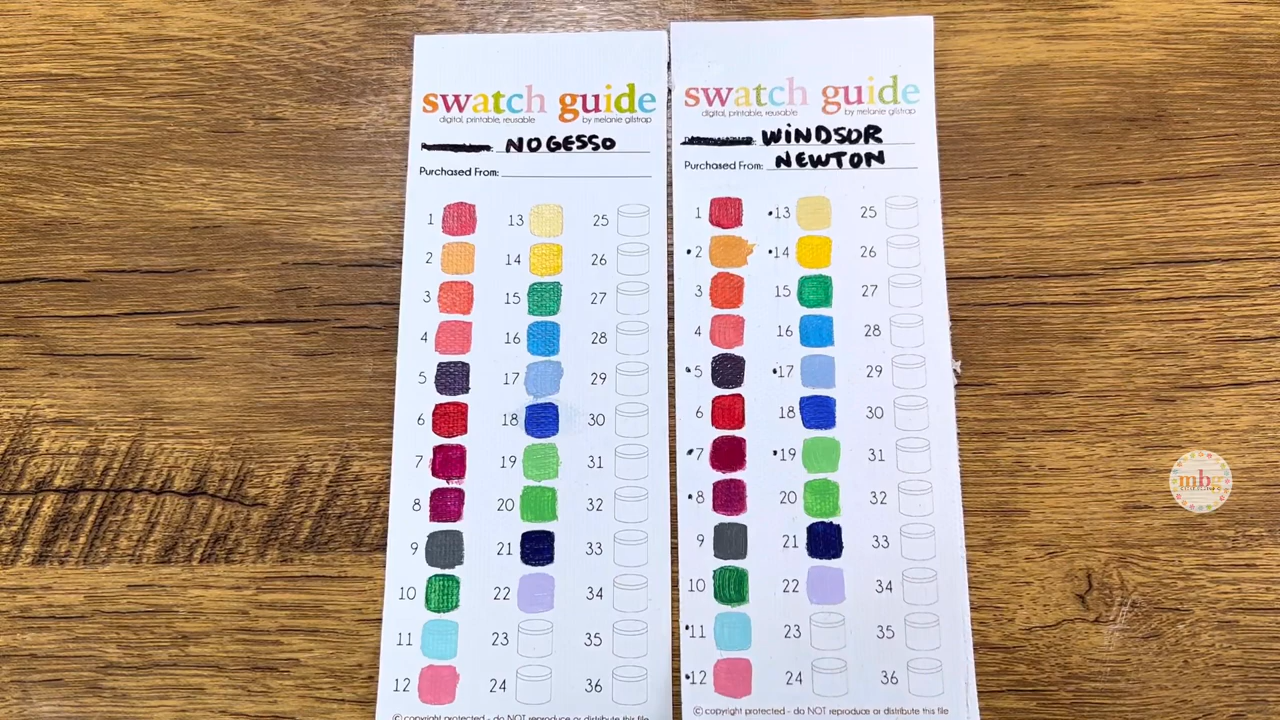 swatch guide
digital, printable, reusable by melanie gilstrap
NOGESSO
Purchased From:
1 13 25
2 14 26
3 15 27
4 16 28
5 17 29
6 18 30
7 19 31
8 20 32
9 21 33
10 22 34
11 23 35
12 24 36
© copyright protected - do NOT reproduce or distribute this file
swatch guide
digital, printable, reusable by melanie gilstrap
WINDSOR
Purchased From: NEWTON
1 •13 25
•2 •14 26
3 15 27
4 16 28
•5 •17 29
6 18 30
•7 •19 31
•8 20 32
9 21 33
10 22 34
•11 23 35
•12 24 36
© copyright protected - do NOT reproduce or distribute this file
mbg